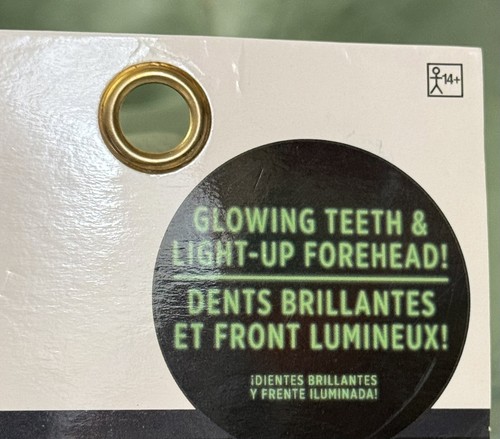 14+
GLOWING TEETH &
LIGHT-UP FOREHEAD!
DENTS BRILLANTES
ET FRONT LUMINEUX!
¡DIENTES BRILLANTES
Y FRENTE ILUMINADA!